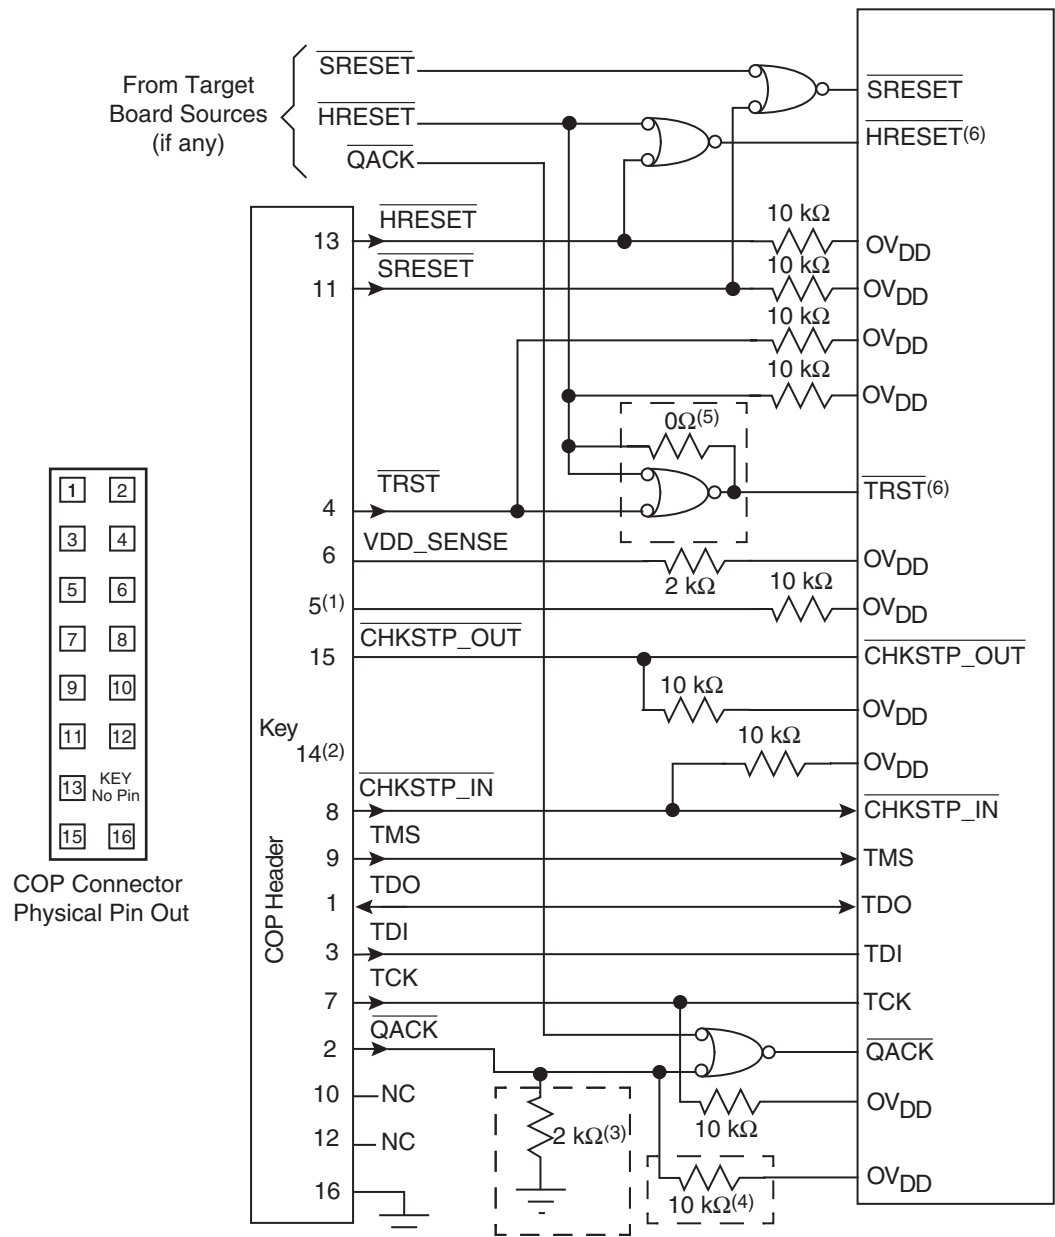 From Target
Board Sources
(if any)
SRESET
HRESET
QACK
SRESET
HRESET(6)
13
HRESET
10 kΩ
OVDD
11
SRESET
10 kΩ
OVDD
10 kΩ
OVDD
10 kΩ
OVDD
0Ω(5)
4
TRST
TRST(6)
6
VDD_SENSE
2 kΩ
OVDD
5(1)
10 kΩ
OVDD
15
CHKSTP_OUT
CHKSTP_OUT
10 kΩ
OVDD
Key
14(2)
10 kΩ
OVDD
8
CHKSTP_IN
CHKSTP_IN
9
TMS
TMS
1
TDO
TDO
3
TDI
TDI
7
TCK
TCK
2
QACK
QACK
10
NC
10 kΩ
OVDD
12
NC
2 kΩ(3)
16
10 kΩ(4)
OVDD
COP Header
1 2
3 4
5 6
7 8
9 10
11 12
13 KEY
No Pin
15 16
COP Connector
Physical Pin Out